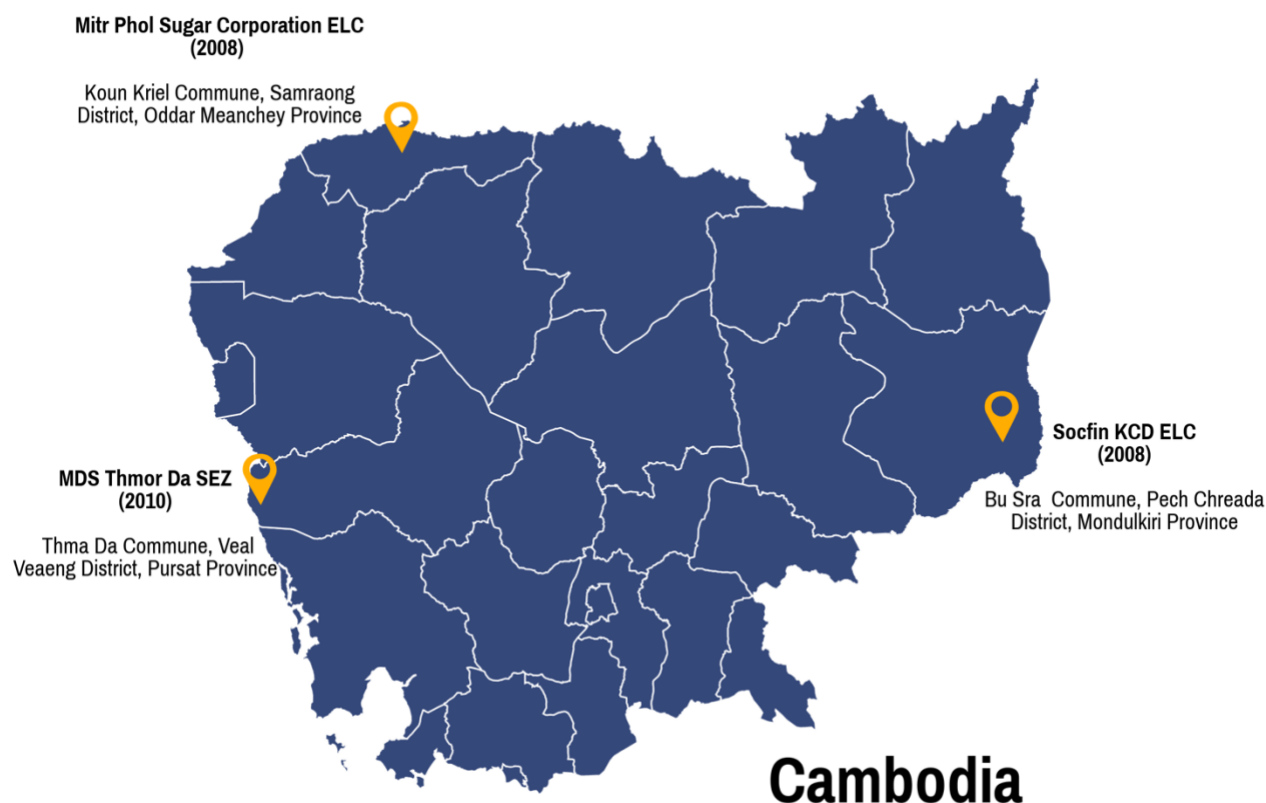 Mitr Phol Sugar Corporation ELC
(2008)
Koun Kriel Commune, Samraong
District, Oddar Meanchey Province
MDS Thmor Da SEZ
(2010)
Thma Da Commune, Veal
Veaeng District, Pursat Province
Socfin KCD ELC
(2008)
Bu Sra Commune, Pech Chreada
District, Mondulkiri Province
Cambodia